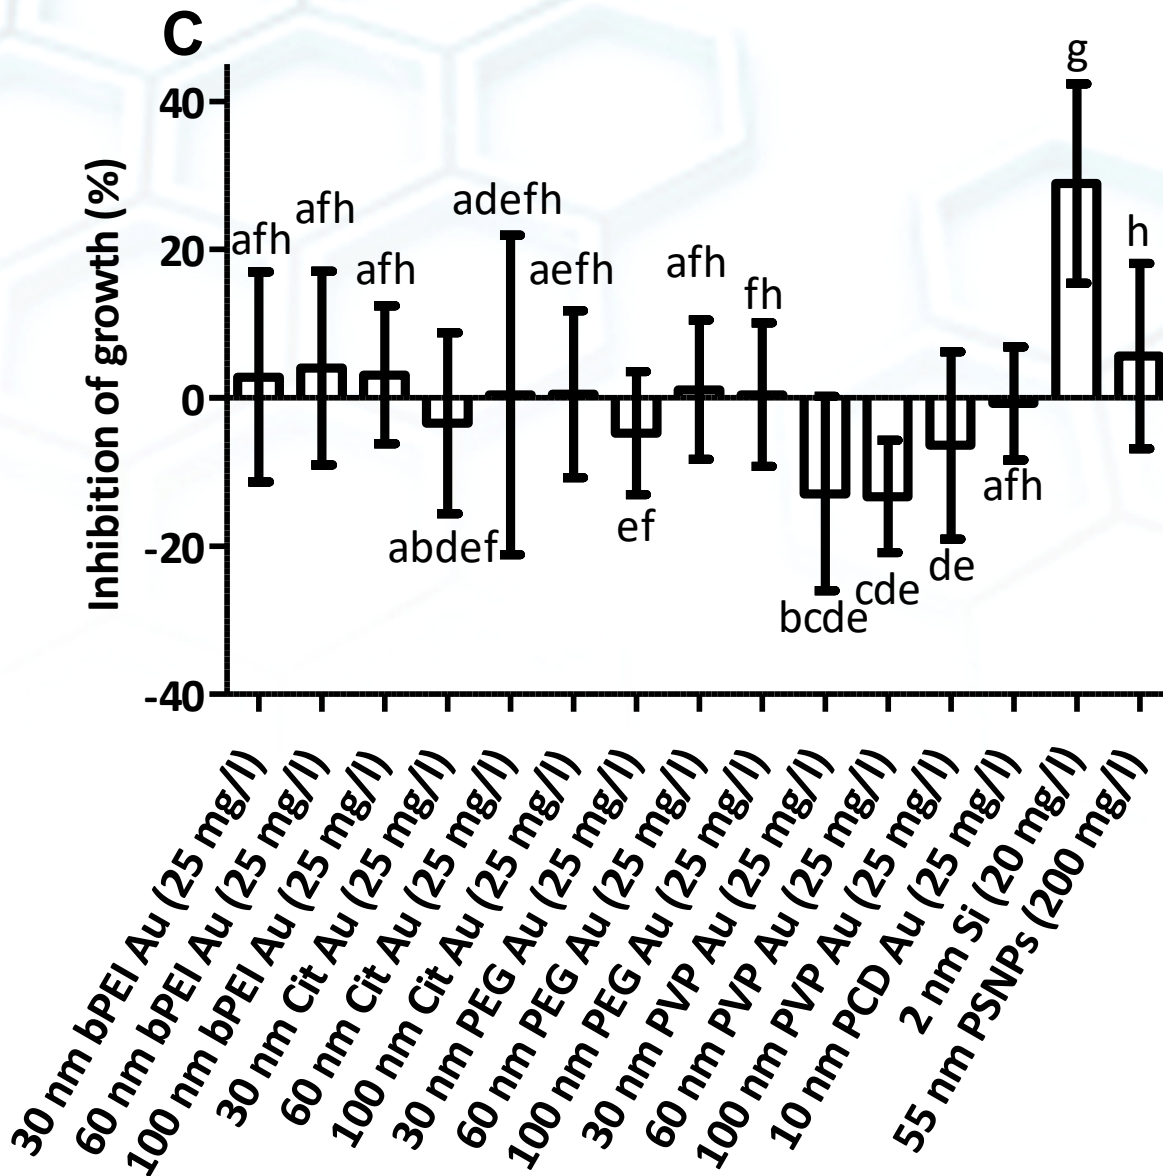 C
Inhibition of growth (%)
40
20
0
-20
-40
afh
afh
afh
abdef
adefh
aefh
ef
afh
fh
bcde
cde
de
afh
g
h
30 nm bPEI Au (25 mg/l)
60 nm bPEI Au (25 mg/l)
100 nm bPEI Au (25 mg/l)
30 nm Cit Au (25 mg/l)
60 nm Cit Au (25 mg/l)
100 nm Cit Au (25 mg/l)
30 nm PEG Au (25 mg/l)
60 nm PEG Au (25 mg/l)
100 nm PEG Au (25 mg/l)
30 nm PVP Au (25 mg/l)
60 nm PVP Au (25 mg/l)
100 nm PVP Au (25 mg/l)
10 nm PCD Au (25 mg/l)
2 nm Si (20 mg/l)
55 nm PSNPs (200 mg/l)